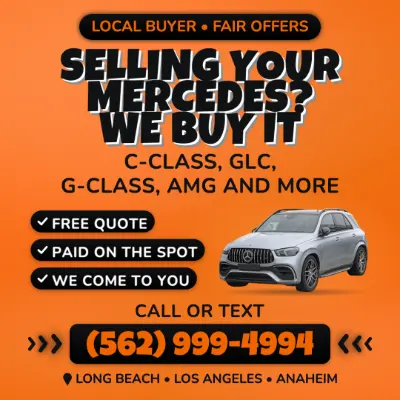 LOCAL BUYER • FAIR OFFERS
SELLING YOUR
MERCEDES?
WE BUY IT
C-CLASS, GLC,
G-CLASS, AMG AND MORE
FREE QUOTE
PAID ON THE SPOT
WE COME TO YOU
CALL OR TEXT
(562) 999-4994
LONG BEACH • LOS ANGELES • ANAHEIM